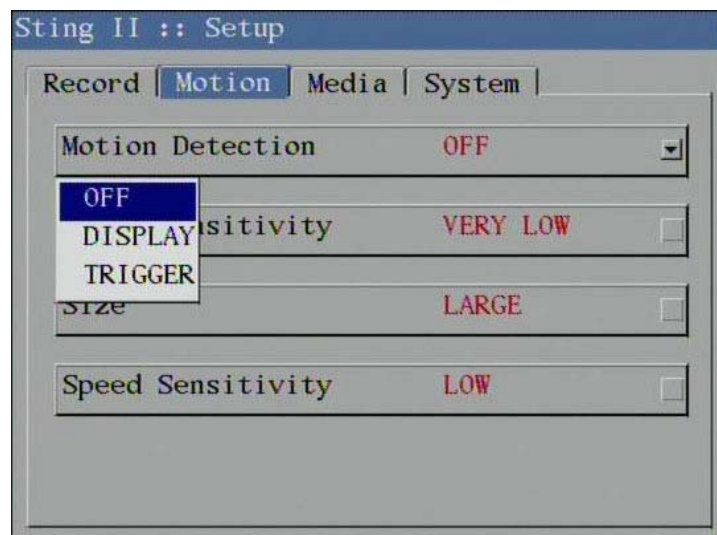 Sting II :: Setup
Record | Motion | Media | System |
Motion Detection OFF
OFF
DISPLAY
TRIGGER
VERY LOW
Size LARGE
Speed Sensitivity LOW